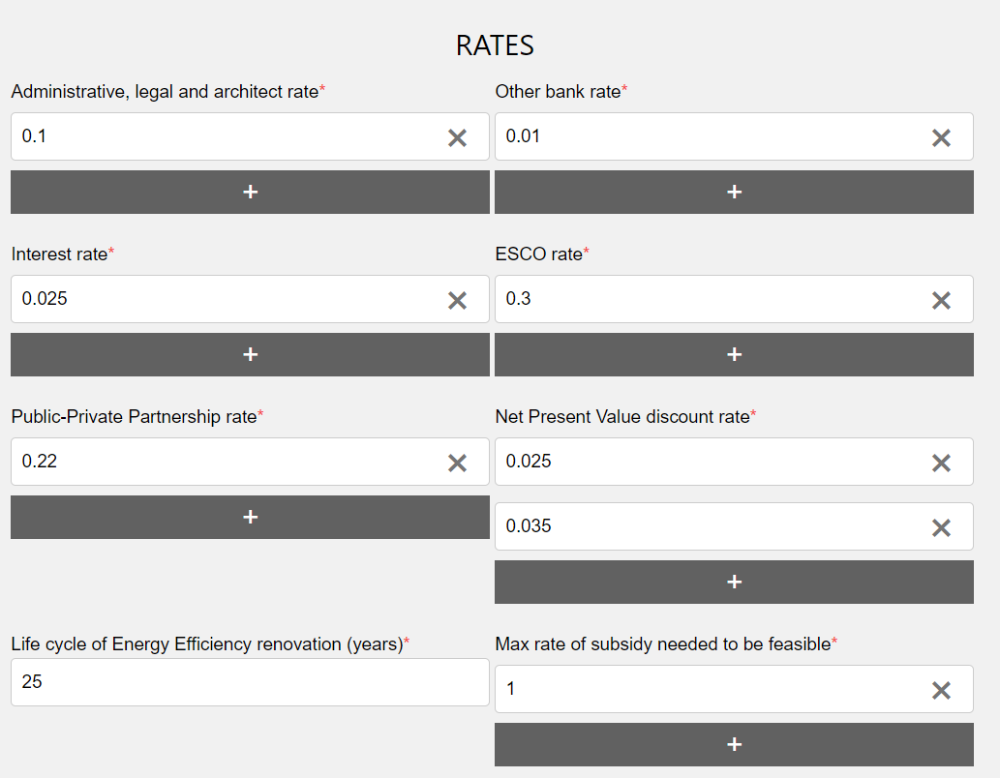 RATES
Administrative, legal and architect rate*
Other bank rate*
0.1
0.01
+
+
Interest rate*
ESCO rate*
0.025
0.3
+
+
Public-Private Partnership rate*
Net Present Value discount rate*
0.22
0.025
+
0.035
+
Life cycle of Energy Efficiency renovation (years)*
Max rate of subsidy needed to be feasible*
25
1
+